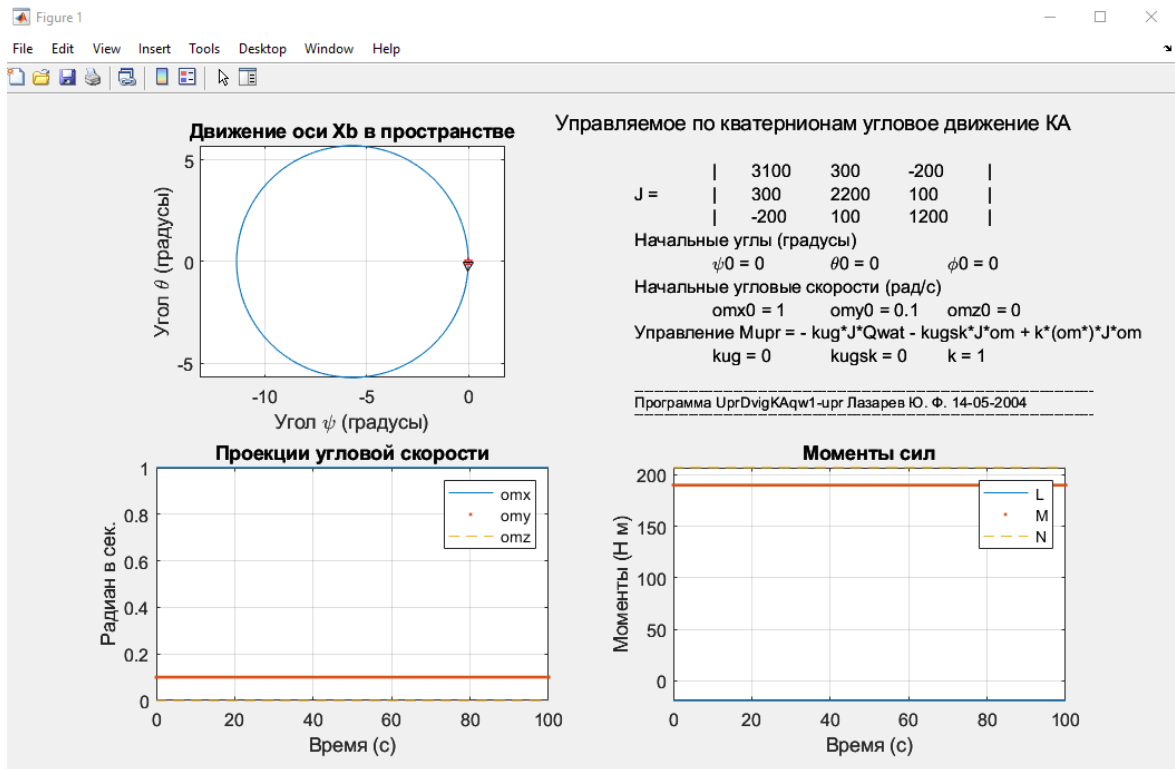 Figure 1
File Edit View Insert Tools Desktop Window Help
Движение оси Xb в пространстве
5
0
-5
Угол θ (градусы)
-10 -5 0
Угол ψ (градусы)
Управляемое по кватернионам угловое движение КА
| 3100 300 -200 |
J = | 300 2200 100 |
| -200 100 1200 |
Начальные углы (градусы)
ψ0 = 0 θ0 = 0 ϕ0 = 0
Начальные угловые скорости (рад/с)
omx0 = 1 omy0 = 0.1 omz0 = 0
Управление Mupr = - kug*J*Qwat - kugsk*J*om + k*(om*)*J*om
kug = 0 kugsk = 0 k = 1
Программа UprDvigKAqw1-upr Лазарев Ю. Ф. 14-05-2004
Проекции угловой скорости
1
0.8
0.6
0.4
0.2
0
Радиан в сек.
omx
omy
omz
0 20 40 60 80 100
Время (с)
Моменты сил
200
150
100
50
0
Моменты (Н м)
L
M
N
0 20 40 60 80 100
Время (с)